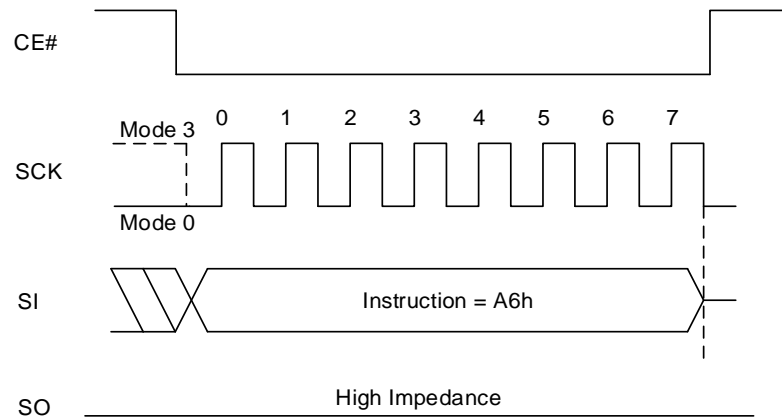 CE#
Mode 3
0 1 2 3 4 5 6 7
SCK
Mode 0
SI
Instruction = A6h
SO
High Impedance